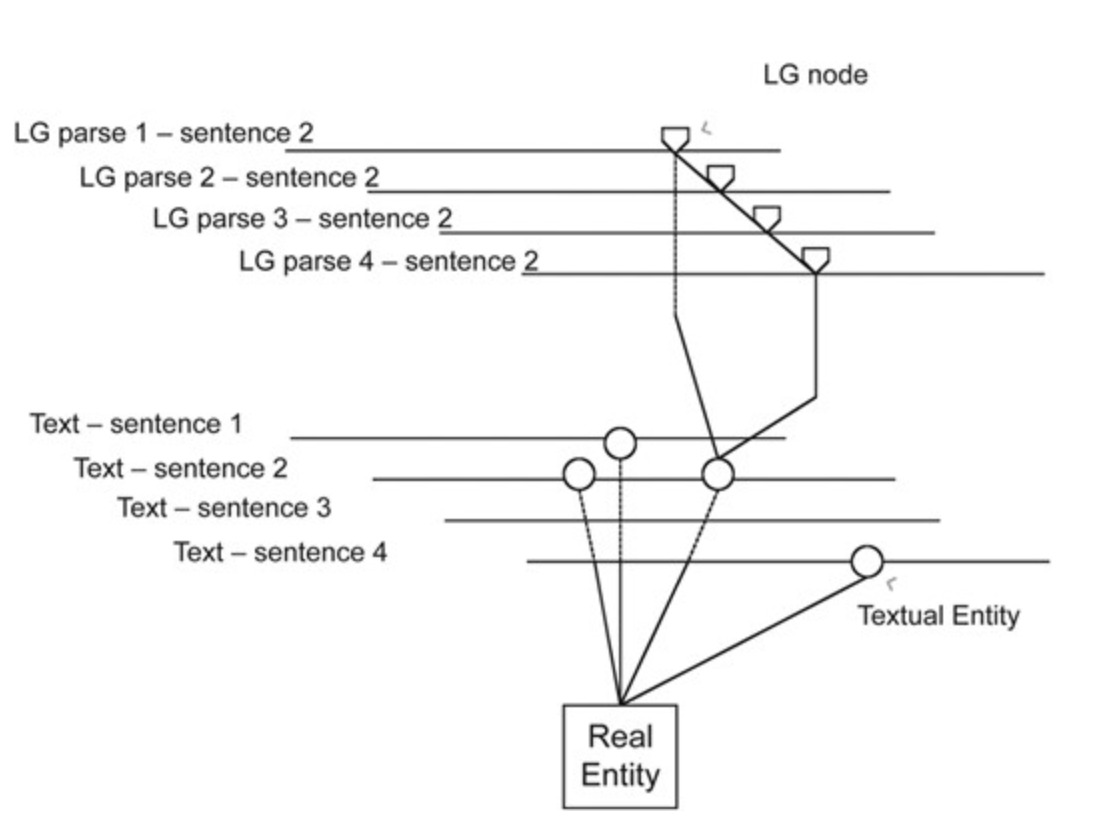 LG node
LG parse 1 – sentence 2
LG parse 2 – sentence 2
LG parse 3 – sentence 2
LG parse 4 – sentence 2
Text – sentence 1
Text – sentence 2
Text – sentence 3
Text – sentence 4
Textual Entity
Real
Entity